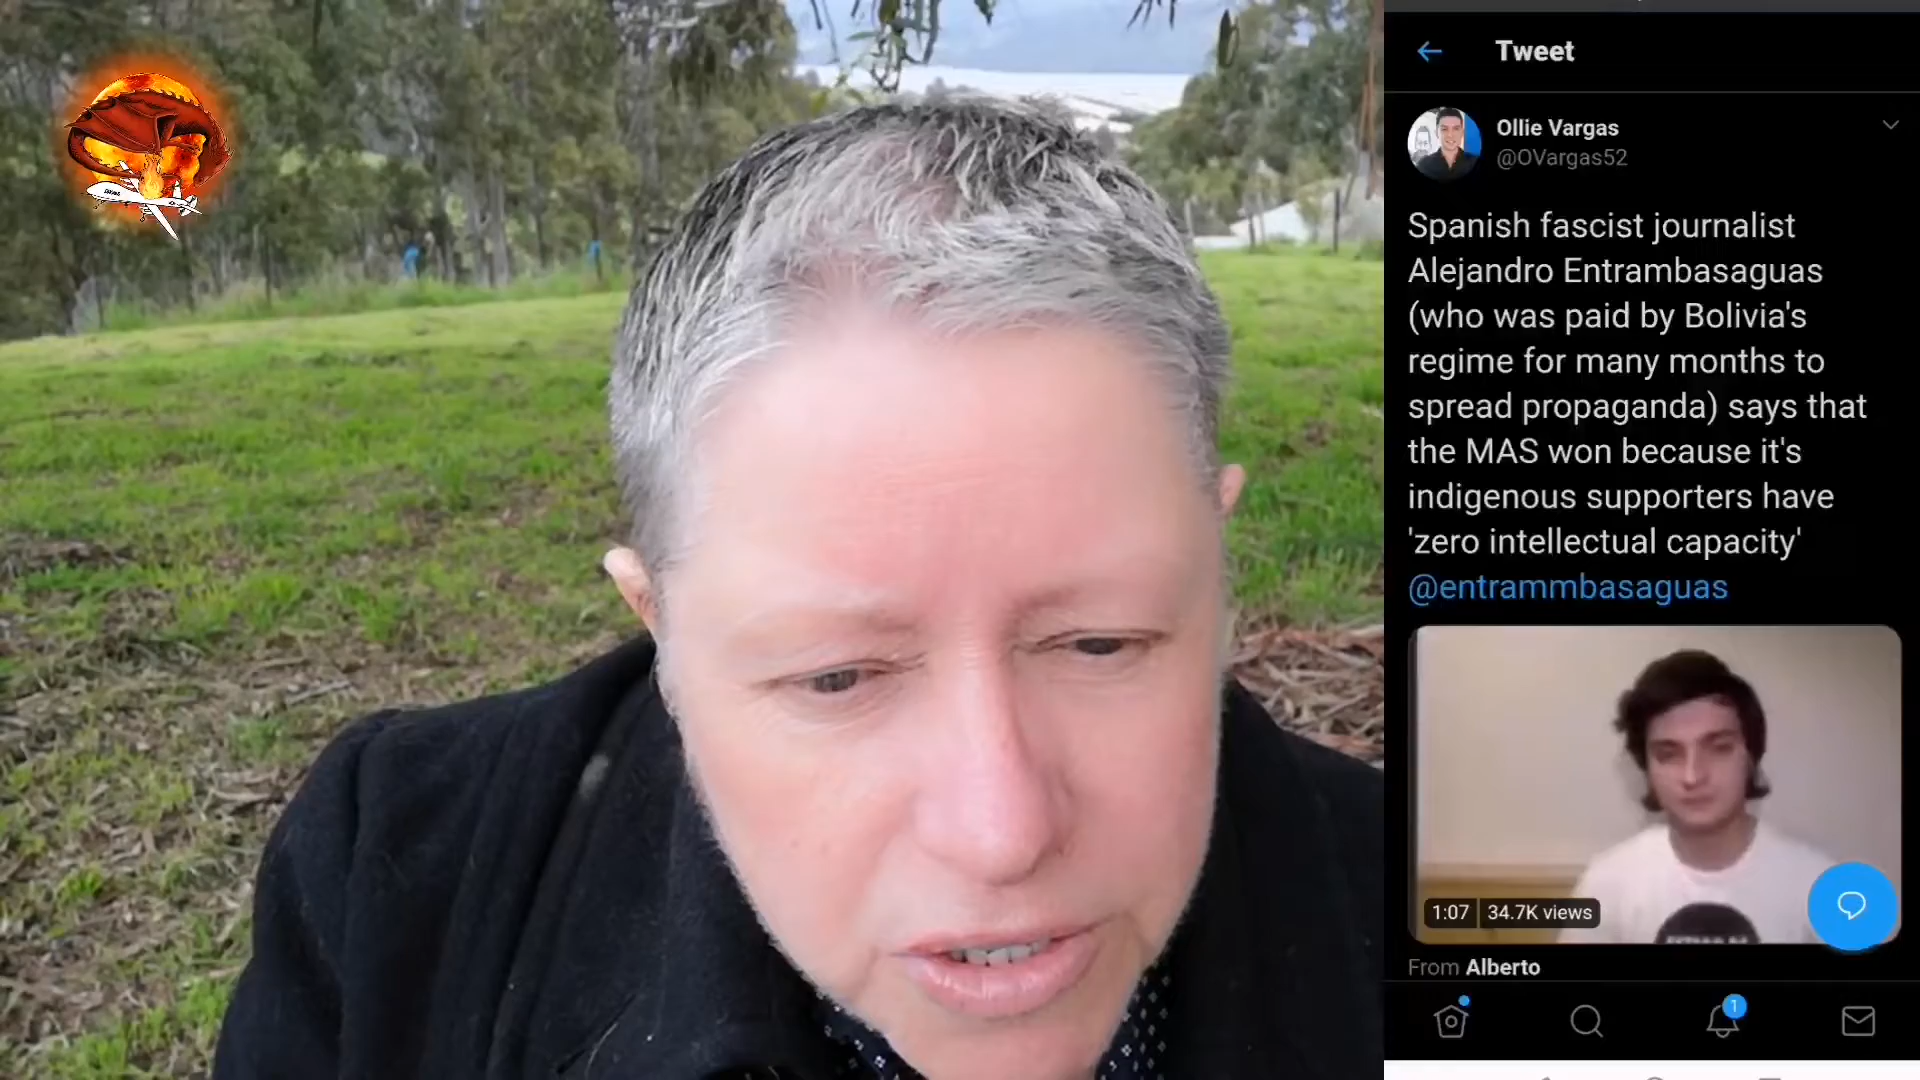 Tweet
Ollie Vargas
@OVargas52
Spanish fascist journalist
Alejandro Entrambasaguas
(who was paid by Bolivia's
regime for many months to
spread propaganda) says that
the MAS won because it's
indigenous supporters have
'zero intellectual capacity'
@entrammbasaguas
1:07 34.7K views
From Alberto
1